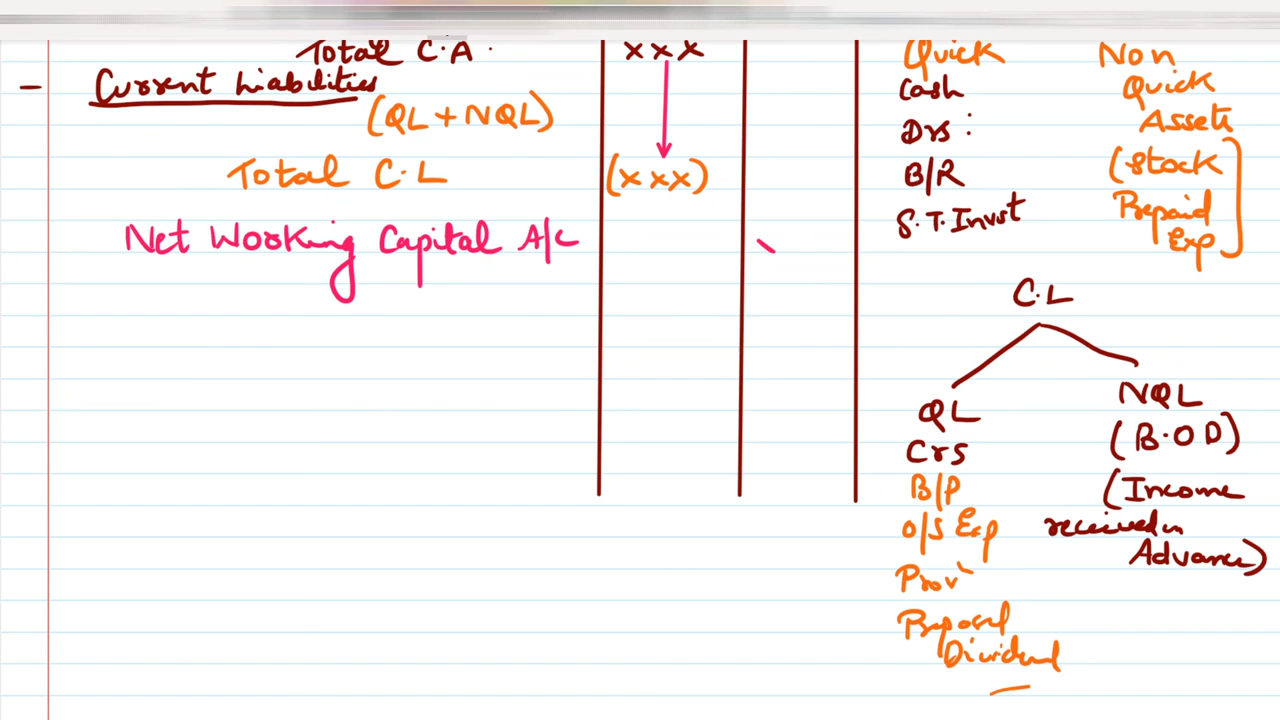 Total C.A.
xxx
- Current Liabilities
(QL + NQL)
Total C.L
(xxx)
Net Working Capital A/c
Quick
Cash
Drs :
B/R
S.T. Invst
Non
Quick
Assets
(Stock
Prepaid
Exp
C.L
QL
Crs
B/P
O/S Exp
Prov
Proposed
Dividend
NQL
(B.O D)
(Income
received in
Advance)